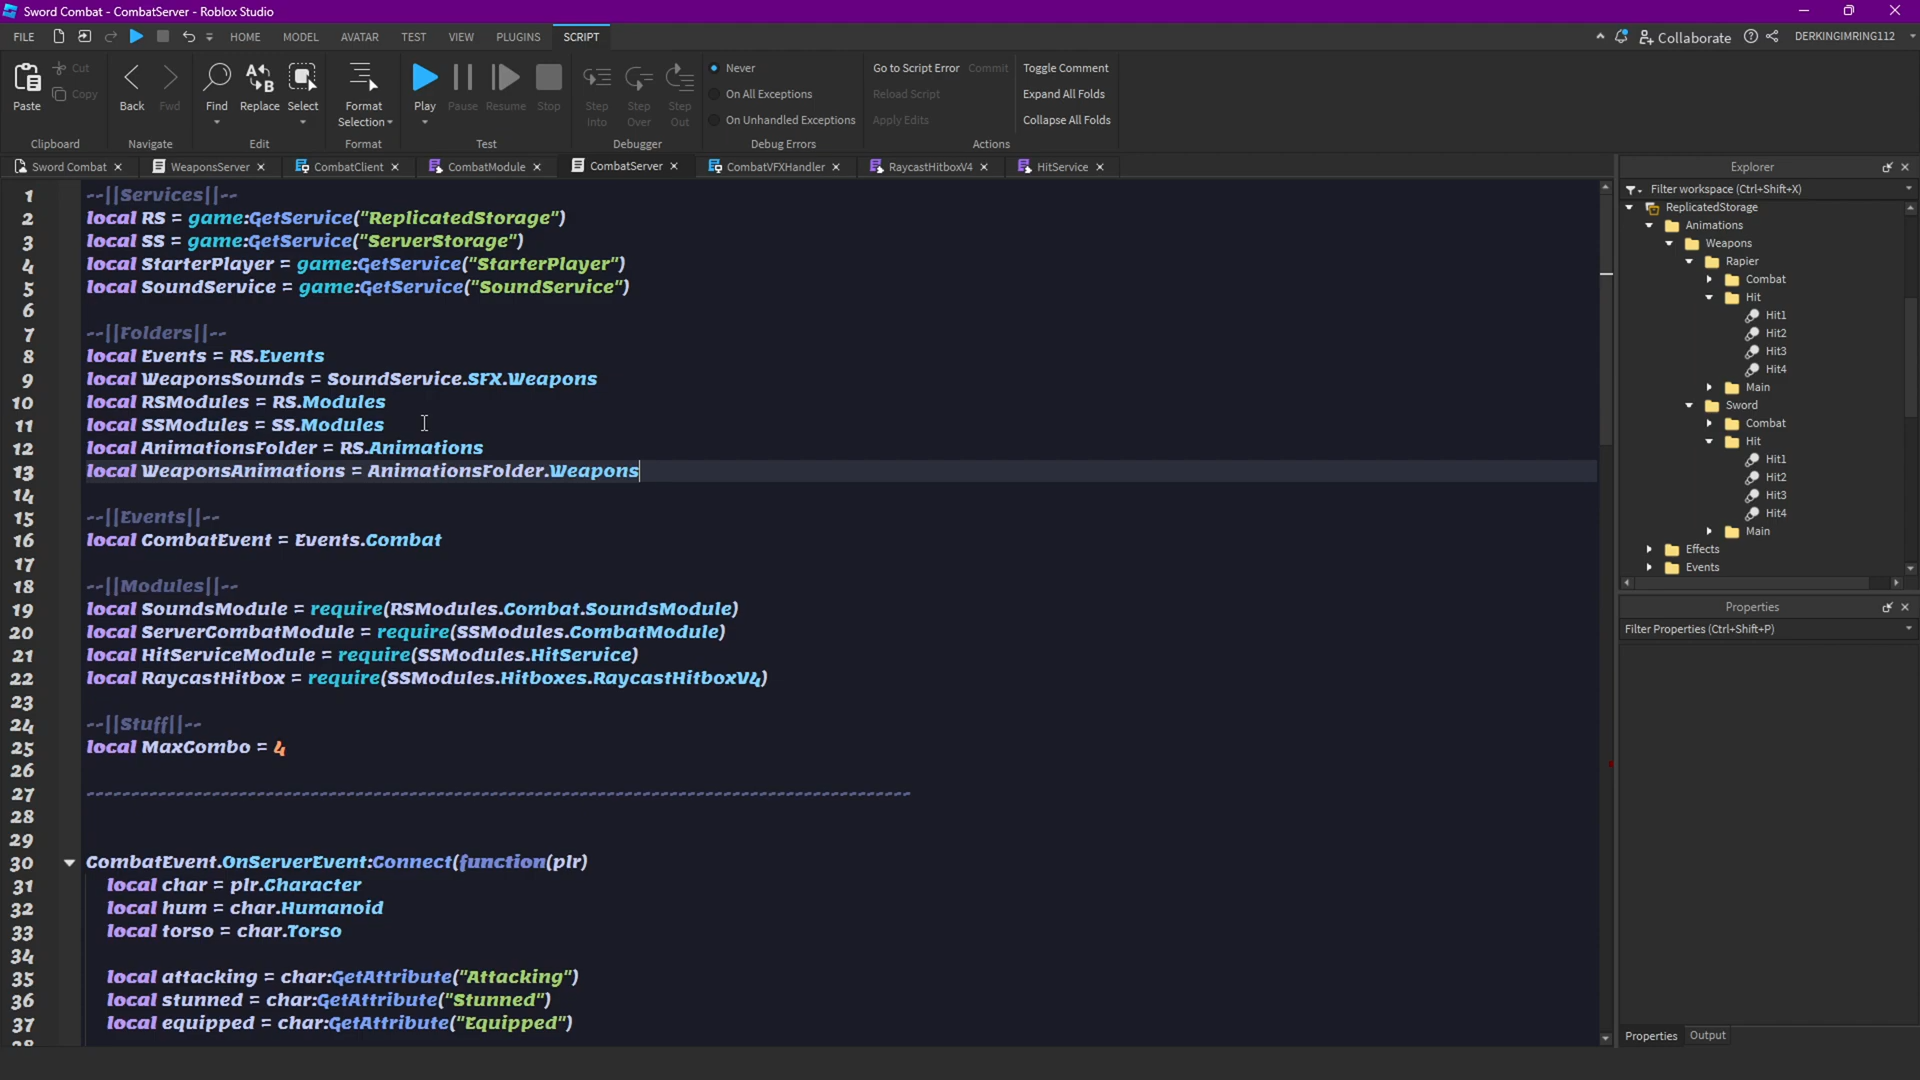 Sword Combat - CombatServer - Roblox Studio
FILE HOME MODEL AVATAR TEST VIEW PLUGINS SCRIPT Collaborate DERKINGIMRING112
Paste Cut Copy Back Fwd Find Replace Select Format Selection Play Pause Resume Stop Step Into Step Over Step Out
Never
On All Exceptions
On Unhandled Exceptions
Go to Script Error Commit
Reload Script
Apply Edits
Toggle Comment
Expand All Folds
Collapse All Folds
Clipboard Navigate Edit Format Test Debugger Debug Errors Actions
Sword Combat WeaponsServer CombatClient CombatModule CombatServer CombatVFXHandler RaycastHitboxV4 HitService
1 --||Services||--
2 local RS = game:GetService("ReplicatedStorage")
3 local SS = game:GetService("ServerStorage")
4 local StarterPlayer = game:GetService("StarterPlayer")
5 local SoundService = game:GetService("SoundService")
6
7 --||Folders||--
8 local Events = RS.Events
9 local WeaponsSounds = SoundService.SFX.Weapons
10 local RSModules = RS.Modules
11 local SSModules = SS.Modules
12 local AnimationsFolder = RS.Animations
13 local WeaponsAnimations = AnimationsFolder.Weapons
14
15 --||Events||--
16 local CombatEvent = Events.Combat
17
18 --||Modules||--
19 local SoundsModule = require(RSModules.Combat.SoundsModule)
20 local ServerCombatModule = require(SSModules.CombatModule)
21 local HitServiceModule = require(SSModules.HitService)
22 local RaycastHitbox = require(SSModules.Hitboxes.RaycastHitboxV4)
23
24 --||Stuff||--
25 local MaxCombo = 4
26
27 --------------------------------------------------------------------------------
28
29
30 CombatEvent.OnServerEvent:Connect(function(plr)
31 local char = plr.Character
32 local hum = char.Humanoid
33 local torso = char.Torso
34
35 local attacking = char:GetAttribute("Attacking")
36 local stunned = char:GetAttribute("Stunned")
37 local equipped = char:GetAttribute("Equipped")
38
Explorer
Filter workspace (Ctrl+Shift+X)
ReplicatedStorage
Animations
Weapons
Rapier
Combat
Hit
Hit1
Hit2
Hit3
Hit4
Main
Sword
Combat
Hit
Hit1
Hit2
Hit3
Hit4
Main
Effects
Events
Properties
Filter Properties (Ctrl+Shift+P)
Properties Output